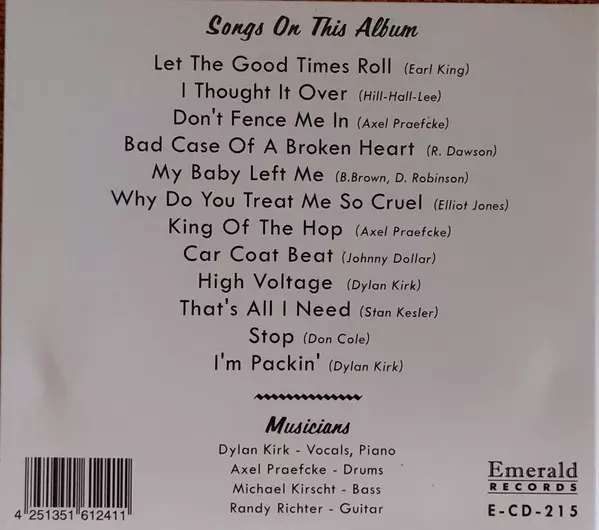 Songs On This Album
Let The Good Times Roll (Earl King)
I Thought It Over (Hill-Hall-Lee)
Don't Fence Me In (Axel Praefcke)
Bad Case Of A Broken Heart (R. Dawson)
My Baby Left Me (B.Brown, D. Robinson)
Why Do You Treat Me So Cruel (Elliot Jones)
King Of The Hop (Axel Praefcke)
Car Coat Beat (Johnny Dollar)
High Voltage (Dylan Kirk)
That's All I Need (Stan Kesler)
Stop (Don Cole)
I'm Packin' (Dylan Kirk)
Musicians
Dylan Kirk - Vocals, Piano
Axel Praefcke - Drums
Michael Kirscht - Bass
Randy Richter - Guitar
4 251351 612411
Emerald
RECORDS
E-CD-215